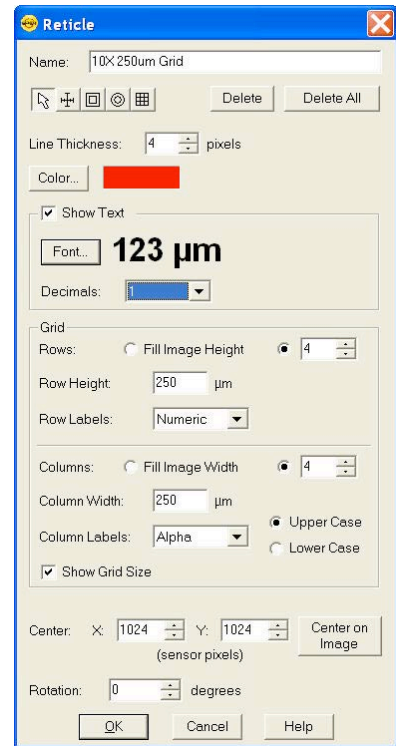 Reticle
Name: 10X 250um Grid
Delete Delete All
Line Thickness: 4 pixels
Color...
Show Text
Font... 123 µm
Decimals: 1
Grid
Rows: Fill Image Height 4
Row Height: 250 µm
Row Labels: Numeric
Columns: Fill Image Width 4
Column Width: 250 µm
Column Labels: Alpha
Upper Case
Lower Case
Show Grid Size
Center: X: 1024 Y: 1024 Center on Image
(sensor pixels)
Rotation: 0 degrees
OK Cancel Help